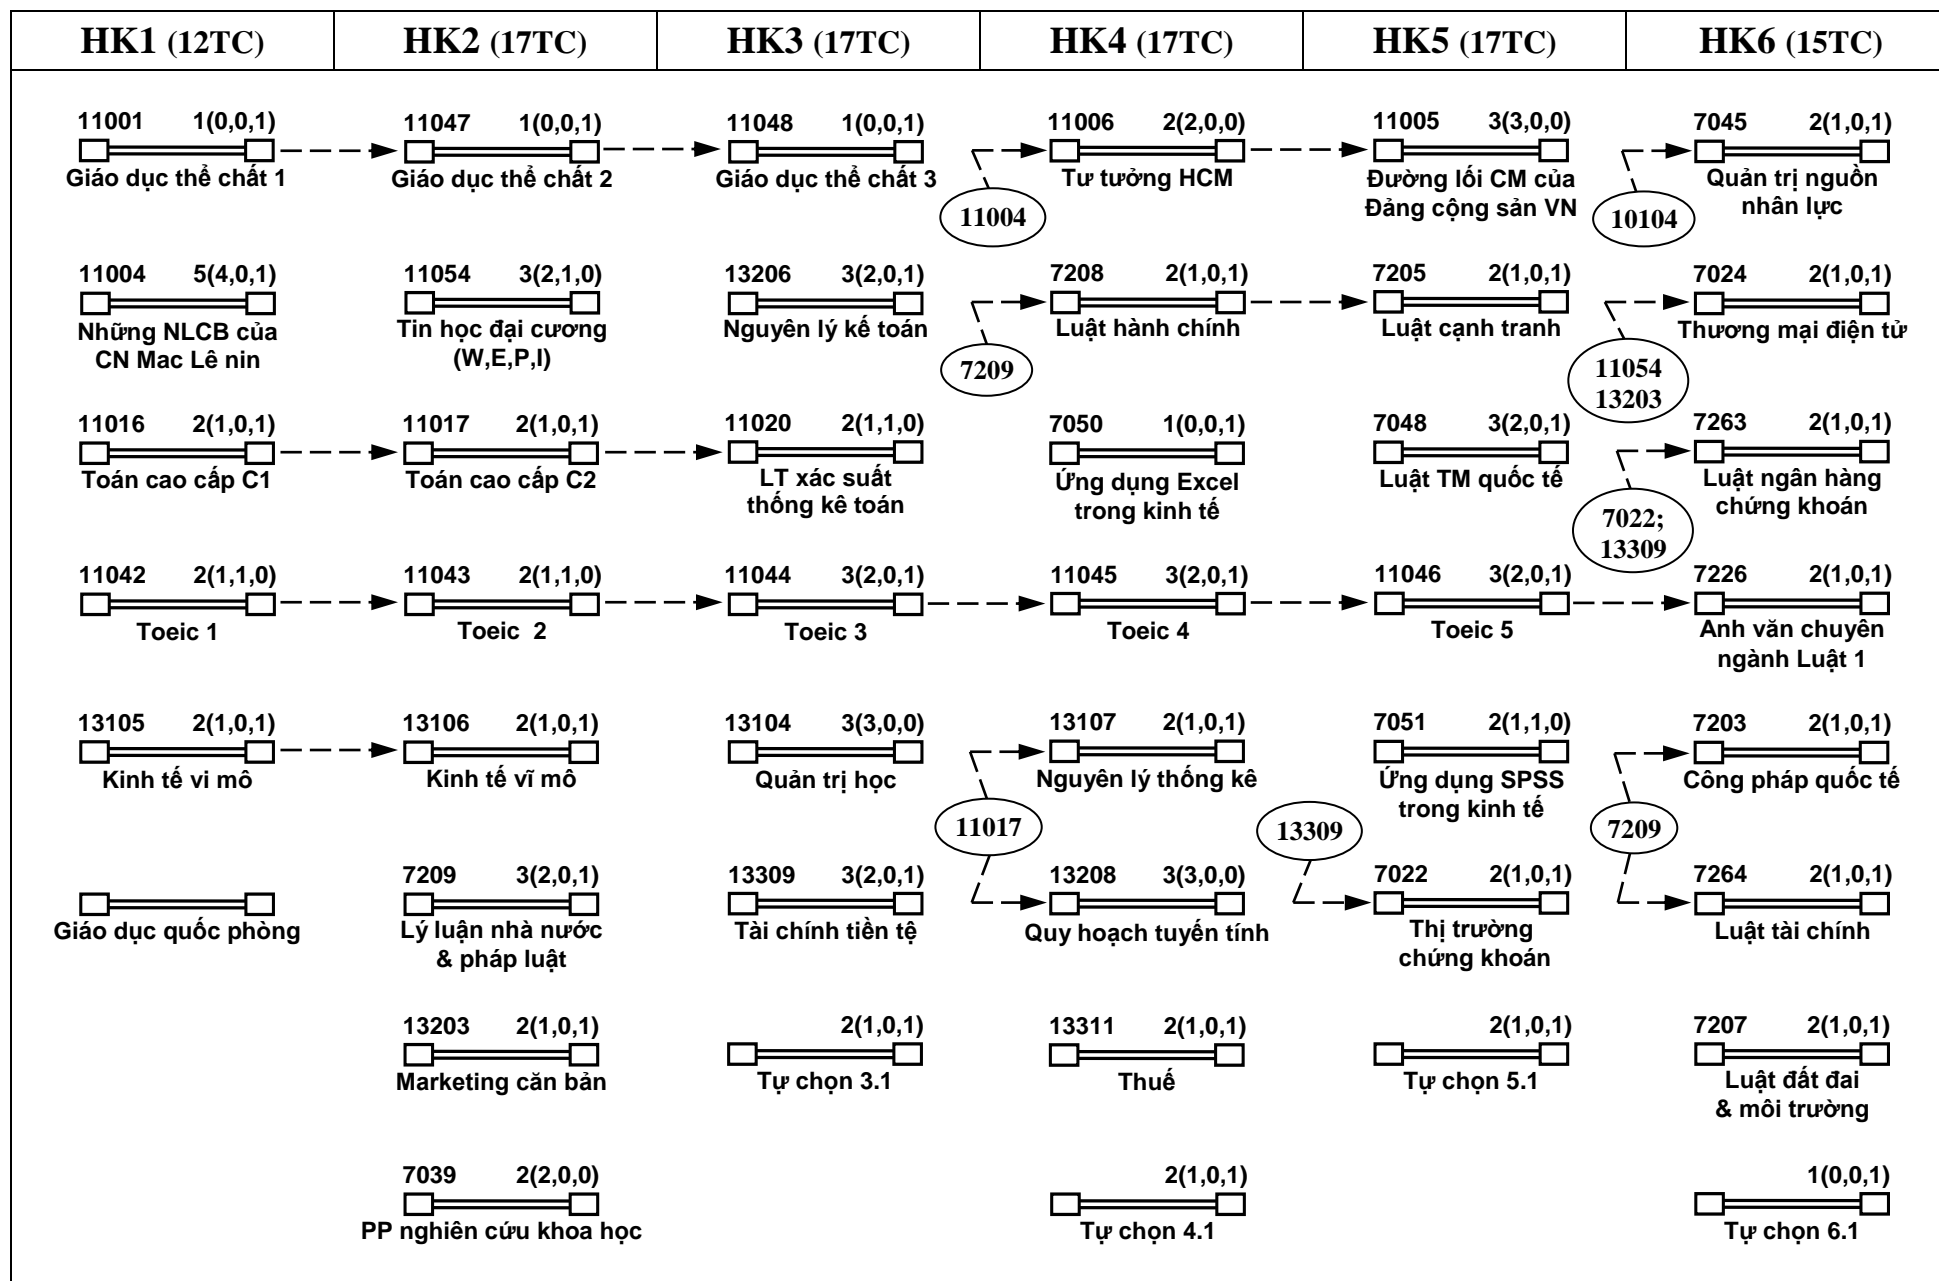 HK1 (12TC) HK2 (17TC) HK3 (17TC) HK4 (17TC) HK5 (17TC) HK6 (15TC)
11001 1(0,0,1) 11047 1(0,0,1) 11048 1(0,0,1) 11006 2(2,0,0) 11005 3(3,0,0) 7045 2(1,0,1)
Giáo dục thể chất 1 Giáo dục thể chất 2 Giáo dục thể chất 3 Tư tưởng HCM Đường lối CM của Quản trị nguồn
Đảng cộng sản VN nhân lực
11004 10104
11004 5(4,0,1) 11054 3(2,1,0) 13206 3(2,0,1) 7208 2(1,0,1) 7205 2(1,0,1) 7024 2(1,0,1)
Những NLCB của Tin học đại cương Nguyên lý kế toán Luật hành chính Luật cạnh tranh Thương mại điện tử
CN Mac Lê nin (W,E,P,I)
7209 11054
13203
11016 2(1,0,1) 11017 2(1,0,1) 11020 2(1,1,0) 7050 1(0,0,1) 7048 3(2,0,1) 7263 2(1,0,1)
Toán cao cấp C1 Toán cao cấp C2 LT xác suất Ứng dụng Excel Luật TM quốc tế Luật ngân hàng
thống kê toán trong kinh tế chứng khoán
7022;
13309
11042 2(1,1,0) 11043 2(1,1,0) 11044 3(2,0,1) 11045 3(2,0,1) 11046 3(2,0,1) 7226 2(1,0,1)
Toeic 1 Toeic 2 Toeic 3 Toeic 4 Toeic 5 Anh văn chuyên
ngành Luật 1
13105 2(1,0,1) 13106 2(1,0,1) 13104 3(3,0,0) 13107 2(1,0,1) 7051 2(1,1,0) 7203 2(1,0,1)
Kinh tế vi mô Kinh tế vĩ mô Quản trị học Nguyên lý thống kê Ứng dụng SPSS Công pháp quốc tế
trong kinh tế
11017 13309 7209
7209 3(2,0,1) 13309 3(2,0,1) 13208 3(3,0,0) 7022 2(1,0,1) 7264 2(1,0,1)
Giáo dục quốc phòng Lý luận nhà nước Tài chính tiền tệ Quy hoạch tuyến tính Thị trường Luật tài chính
& pháp luật chứng khoán
13203 2(1,0,1) 2(1,0,1) 13311 2(1,0,1) 2(1,0,1) 7207 2(1,0,1)
Marketing căn bản Tự chọn 3.1 Thuế Tự chọn 5.1 Luật đất đai
& môi trường
7039 2(2,0,0) 2(1,0,1) 1(0,0,1)
PP nghiên cứu khoa học Tự chọn 4.1 Tự chọn 6.1